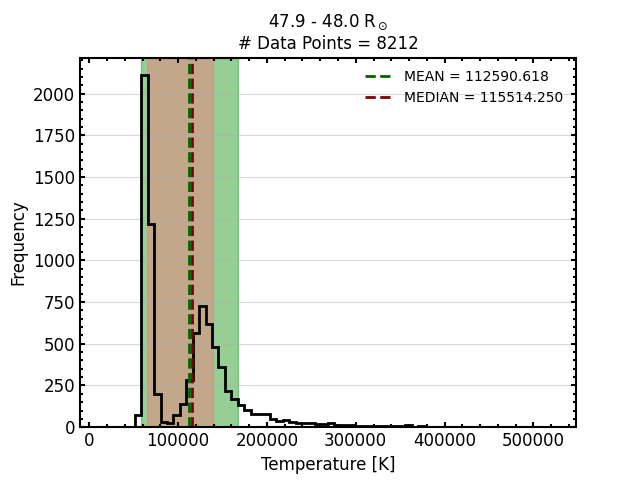 47.9 - 48.0 R⊙
# Data Points = 8212
MEAN = 112590.618
MEDIAN = 115514.250
Frequency
2000
1750
1500
1250
1000
750
500
250
0
0 100000 200000 300000 400000 500000
Temperature [K]